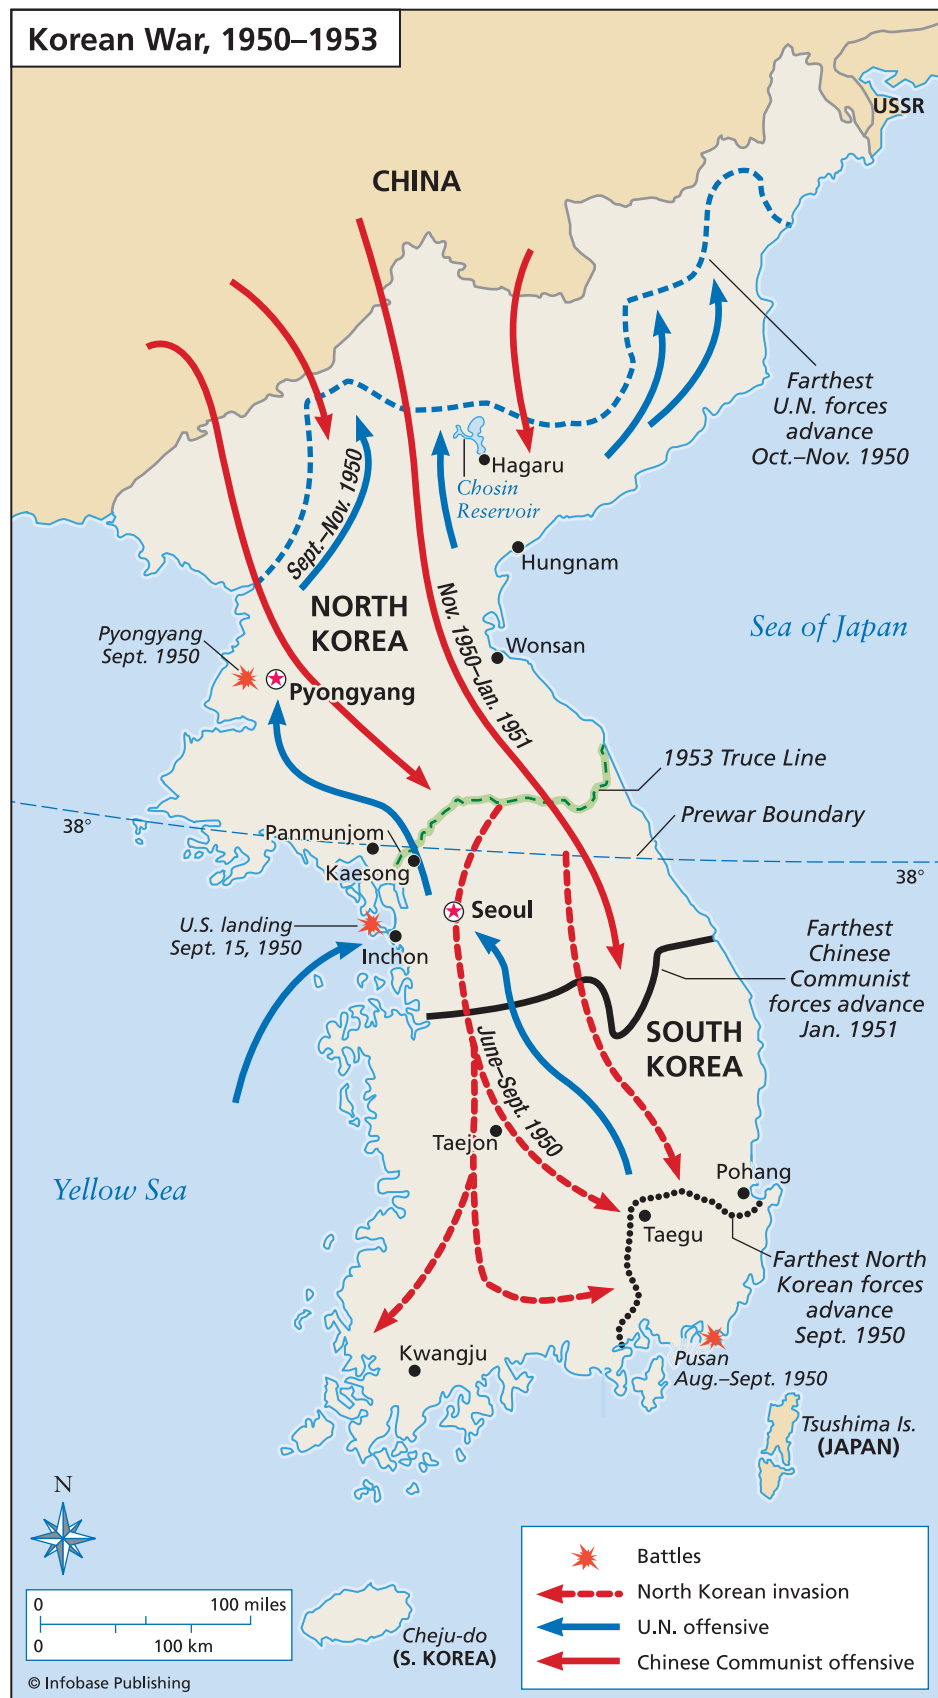 Korean War, 1950–1953
USSR
CHINA
Farthest
U.N. forces
advance
Oct.–Nov. 1950
Sept.–Nov. 1950
Hagaru
Chosin
Reservoir
Hungnam
NORTH
KOREA
Nov. 1950–Jan. 1951
Sea of Japan
Pyongyang
Sept. 1950
Wonsan
Pyongyang
1953 Truce Line
Prewar Boundary
38°
Panmunjom
Kaesong
38°
Seoul
U.S. landing
Sept. 15, 1950
Inchon
Farthest
Chinese
Communist
forces advance
Jan. 1951
SOUTH
KOREA
June–Sept. 1950
Taejon
Yellow Sea
Pohang
Taegu
Farthest North
Korean forces
advance
Sept. 1950
Kwangju
Pusan
Aug.–Sept. 1950
Tsushima Is.
(JAPAN)
N
0 100 miles
0 100 km
Cheju-do
(S. KOREA)
Battles
North Korean invasion
U.N. offensive
Chinese Communist offensive
© Infobase Publishing